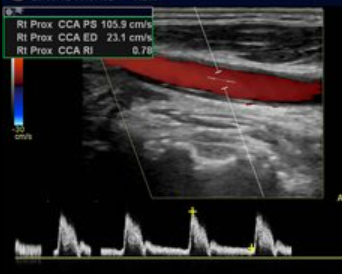 Rt Prox CCA PS 105.9 cm/s
Rt Prox CCA ED 23.1 cm/s
Rt Prox CCA RI 0.78
-30
cm/s